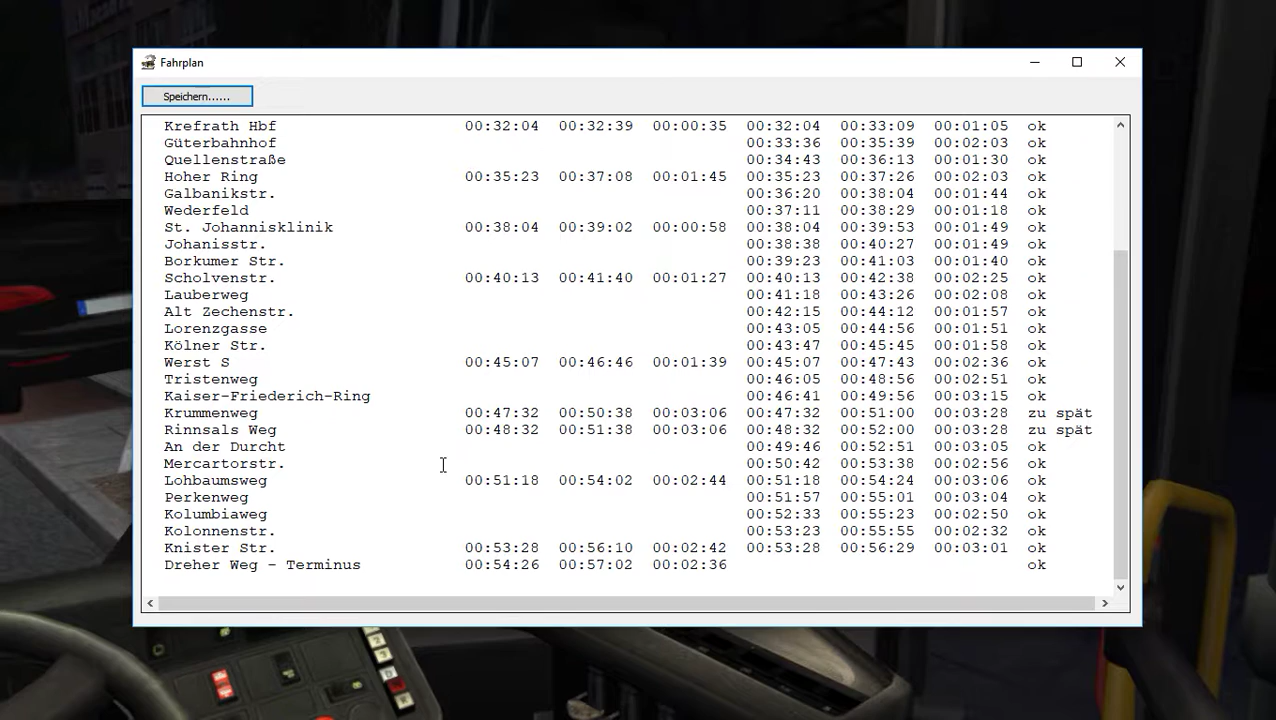 Fahrplan
Speichern......
Krefrath Hbf 00:32:04 00:32:39 00:00:35 00:32:04 00:33:09 00:01:05 ok
Güterbahnhof 00:33:36 00:35:39 00:02:03 ok
Quellenstraße 00:34:43 00:36:13 00:01:30 ok
Hoher Ring 00:35:23 00:37:08 00:01:45 00:35:23 00:37:26 00:02:03 ok
Galbanikstr. 00:36:20 00:38:04 00:01:44 ok
Wederfeld 00:37:11 00:38:29 00:01:18 ok
St. Johannisklinik 00:38:04 00:39:02 00:00:58 00:38:04 00:39:53 00:01:49 ok
Johanisstr. 00:38:38 00:40:27 00:01:49 ok
Borkumer Str. 00:39:23 00:41:03 00:01:40 ok
Scholvenstr. 00:40:13 00:41:40 00:01:27 00:40:13 00:42:38 00:02:25 ok
Lauberweg 00:41:18 00:43:26 00:02:08 ok
Alt Zechenstr. 00:42:15 00:44:12 00:01:57 ok
Lorenzgasse 00:43:05 00:44:56 00:01:51 ok
Kölner Str. 00:43:47 00:45:45 00:01:58 ok
Werst S 00:45:07 00:46:46 00:01:39 00:45:07 00:47:43 00:02:36 ok
Tristenweg 00:46:05 00:48:56 00:02:51 ok
Kaiser-Friederich-Ring 00:46:41 00:49:56 00:03:15 ok
Krummenweg 00:47:32 00:50:38 00:03:06 00:47:32 00:51:00 00:03:28 zu spät
Rinnsals Weg 00:48:32 00:51:38 00:03:06 00:48:32 00:52:00 00:03:28 zu spät
An der Durcht 00:49:46 00:52:51 00:03:05 ok
Mercartorstr. 00:50:42 00:53:38 00:02:56 ok
Lohbaumsweg 00:51:18 00:54:02 00:02:44 00:51:18 00:54:24 00:03:06 ok
Perkenweg 00:51:57 00:55:01 00:03:04 ok
Kolumbiaweg 00:52:33 00:55:23 00:02:50 ok
Kolonnenstr. 00:53:23 00:55:55 00:02:32 ok
Knister Str. 00:53:28 00:56:10 00:02:42 00:53:28 00:56:29 00:03:01 ok
Dreher Weg - Terminus 00:54:26 00:57:02 00:02:36 ok